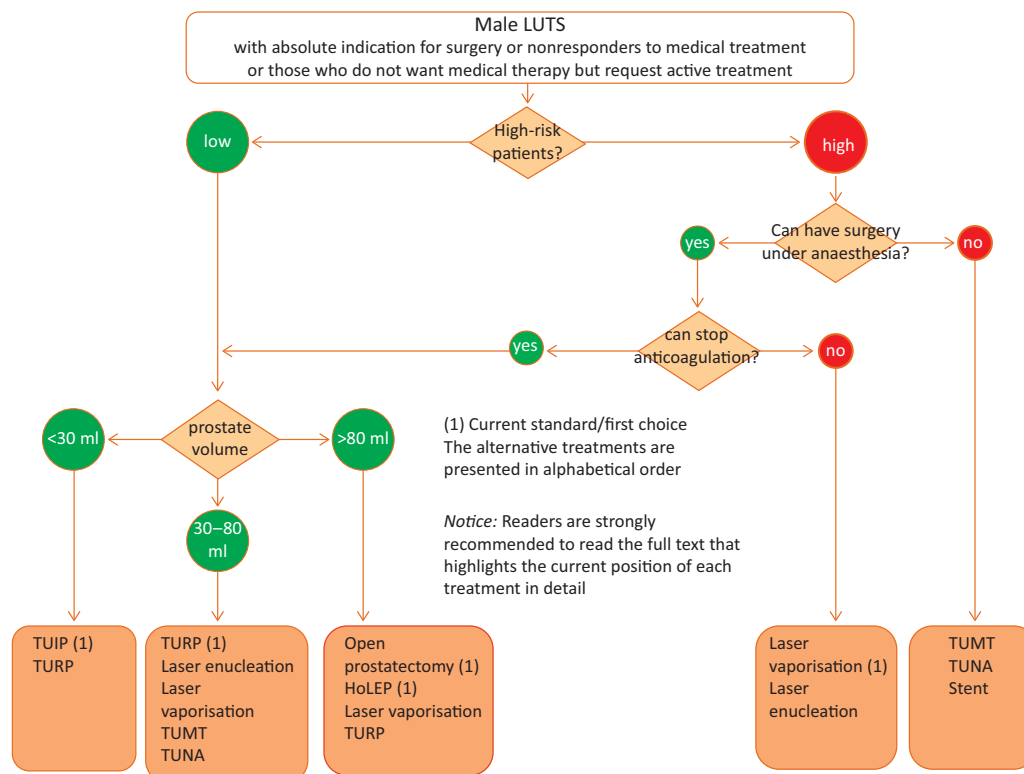 Male LUTS
with absolute indication for surgery or nonresponders to medical treatment
or those who do not want medical therapy but request active treatment
High-risk
patients?
low
high
Can have surgery
under anaesthesia?
yes
no
can stop
anticoagulation?
yes
no
prostate
volume
<30 ml
>80 ml
30–80
ml
(1) Current standard/first choice
The alternative treatments are
presented in alphabetical order
Notice: Readers are strongly
recommended to read the full text that
highlights the current position of each
treatment in detail
TUIP (1)
TURP
TURP (1)
Laser enucleation
Laser
vaporisation
TUMT
TUNA
Open
prostatectomy (1)
HoLEP (1)
Laser vaporisation
TURP
Laser
vaporisation (1)
Laser
enucleation
TUMT
TUNA
Stent